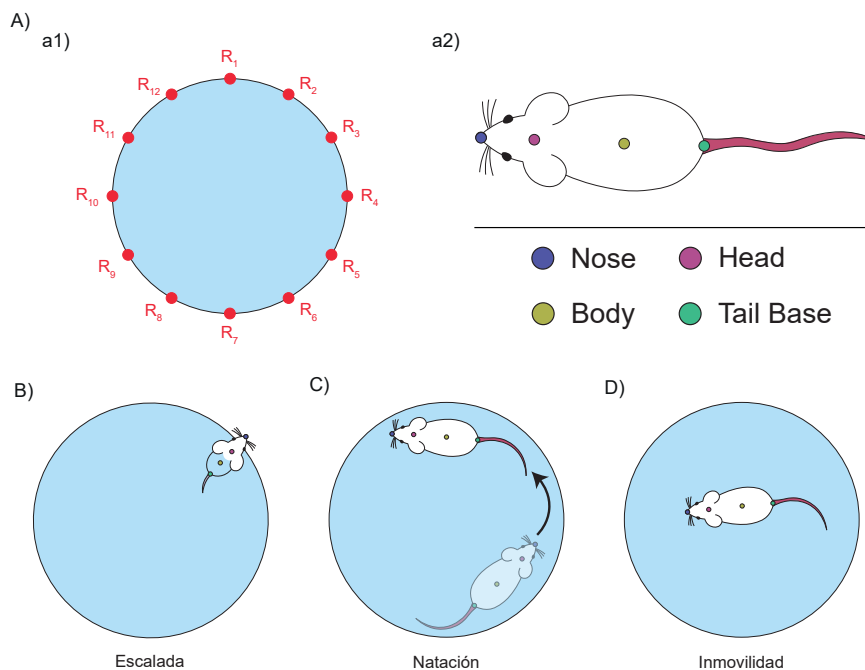 A)
a1)
a2)
R1
R2
R3
R4
R5
R6
R7
R8
R9
R10
R11
R12
Nose
Head
Body
Tail Base
B)
C)
D)
Escalada
Natación
Inmovilidad